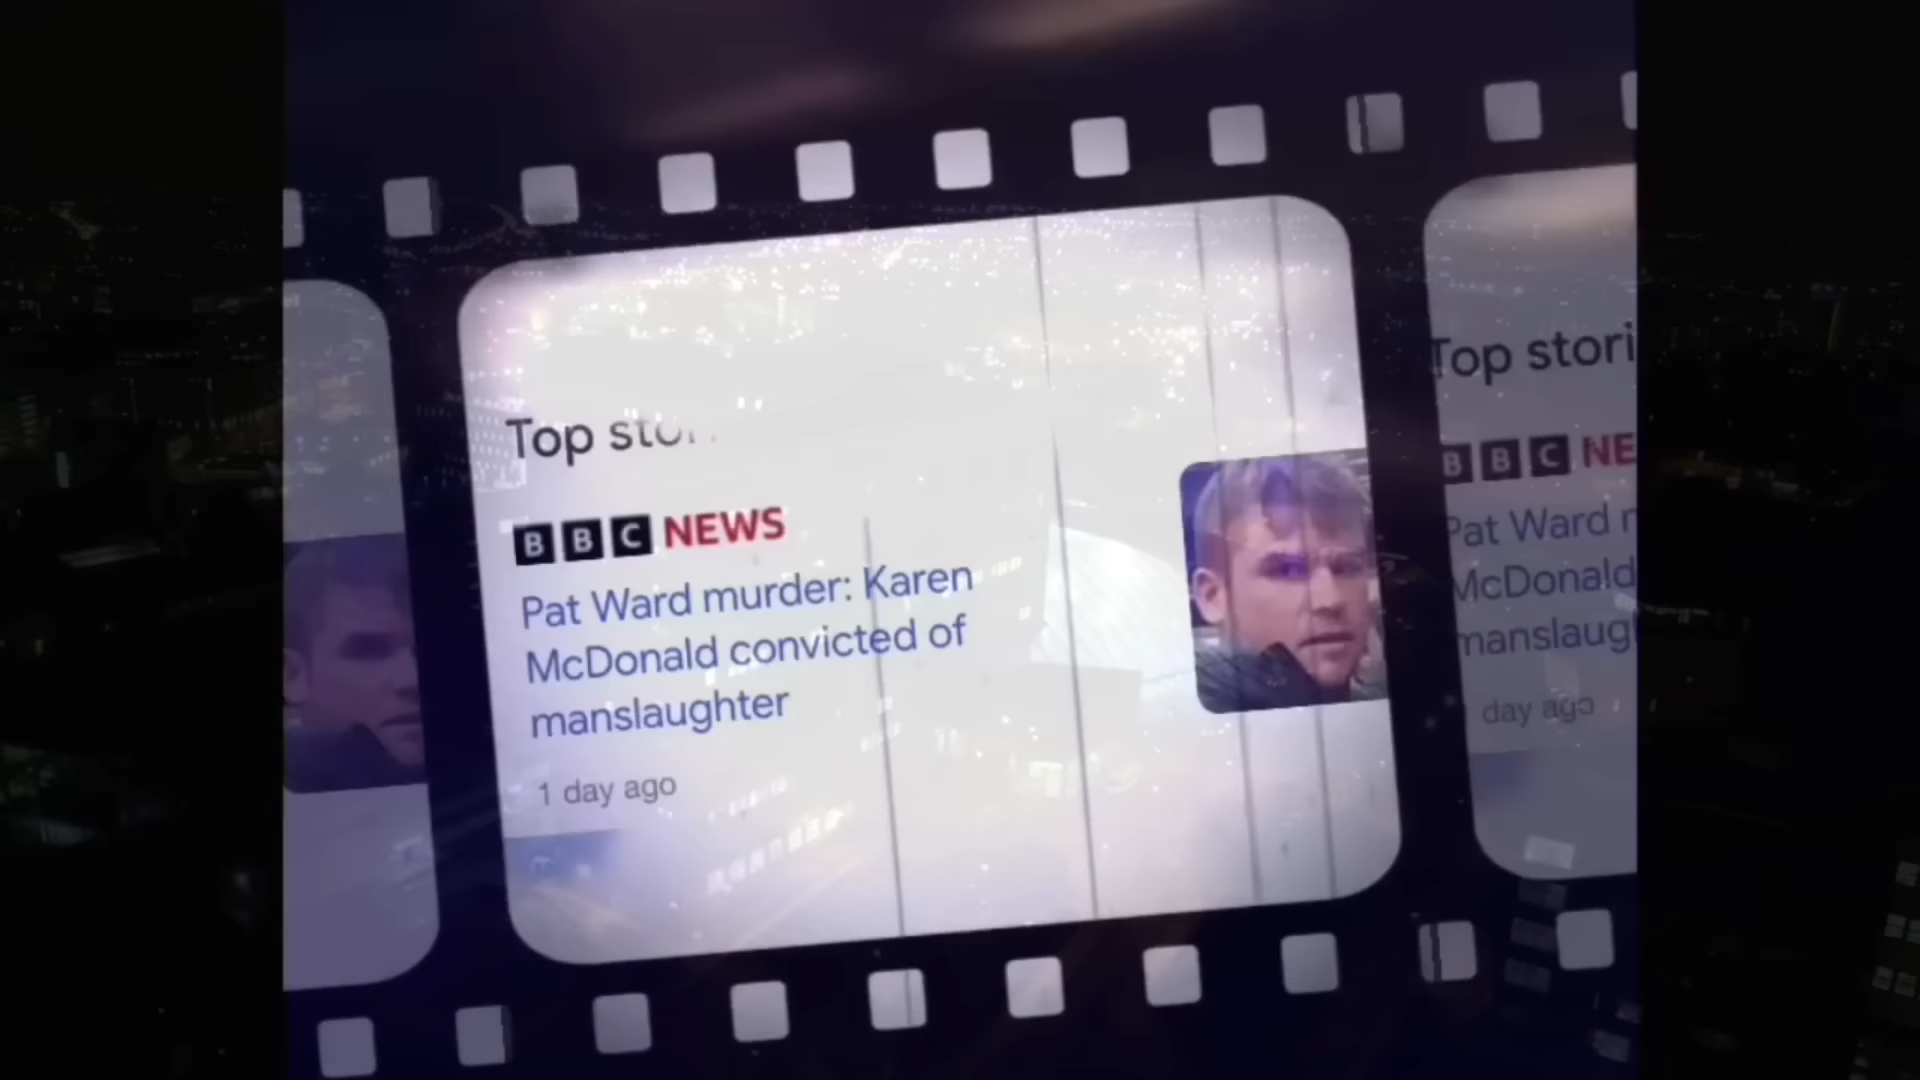 Top stor
BBC NEWS
Pat Ward murder: Karen
McDonald convicted of
manslaughter
1 day ago
Top stori
BBC NE
Pat Ward
McDonald
manslaug
day ago